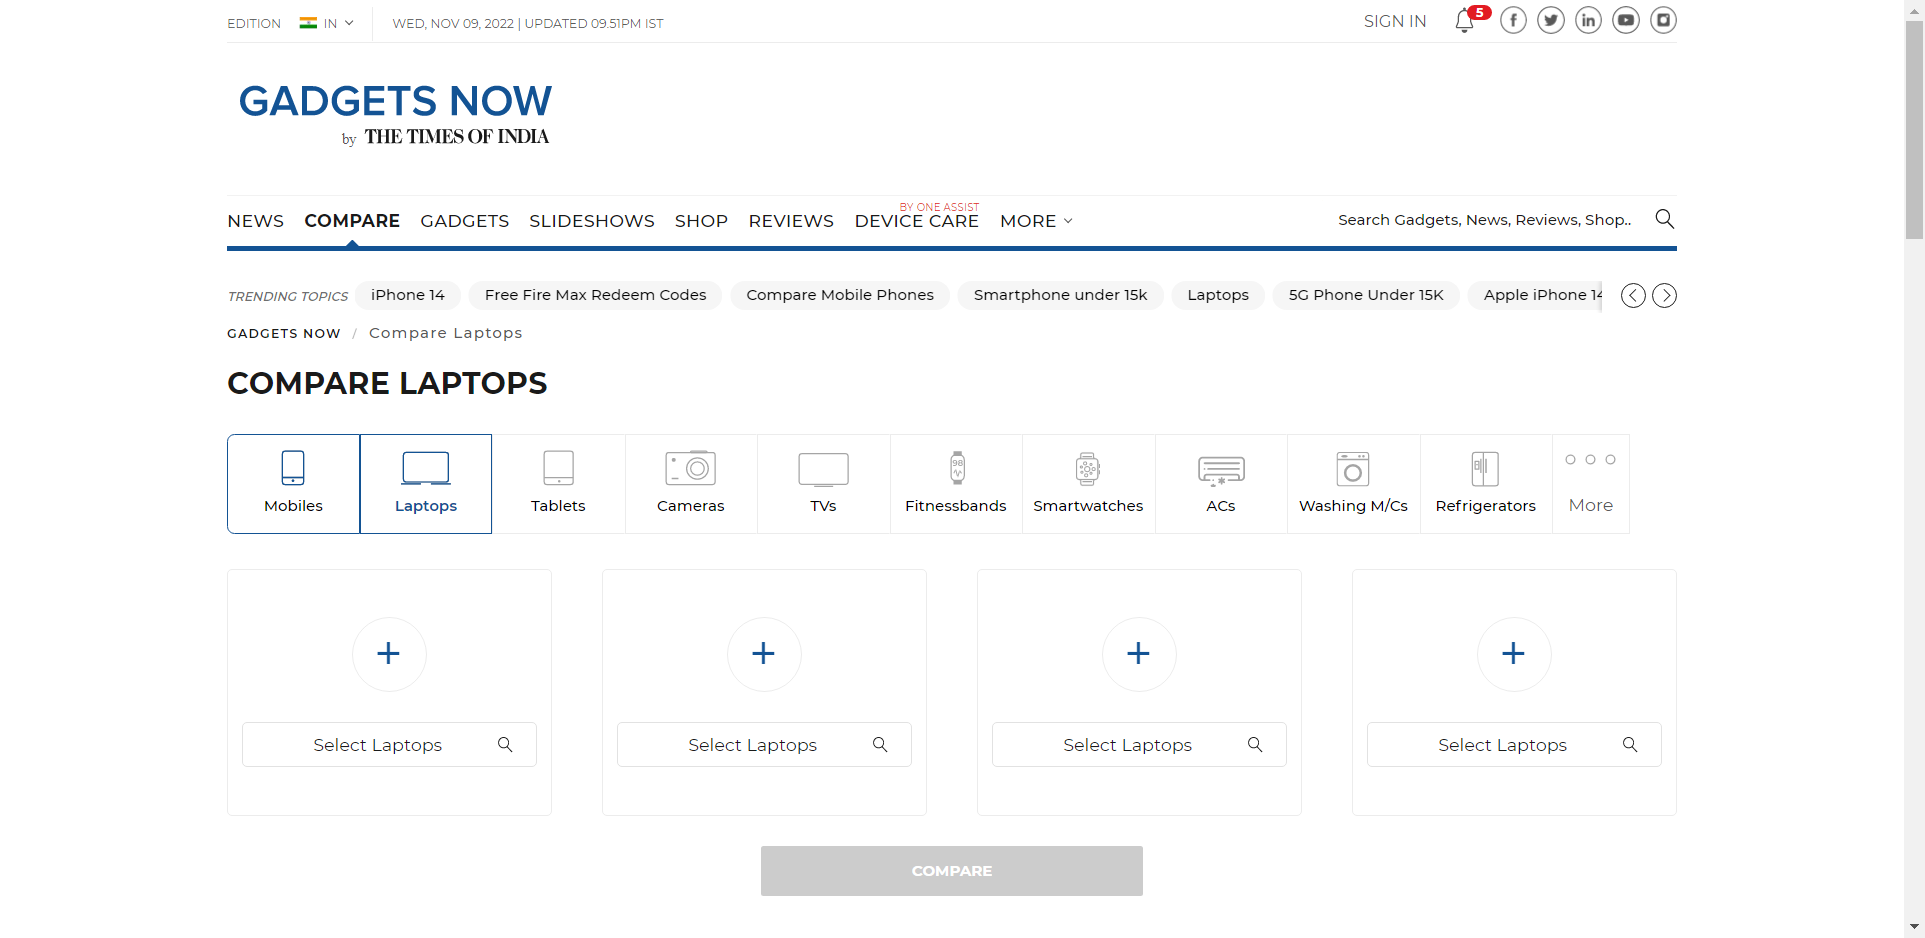 EDITION IN WED, NOV 09, 2022 | UPDATED 09.51PM IST SIGN IN 5
GADGETS NOW
by THE TIMES OF INDIA
BY ONE ASSIST
NEWS COMPARE GADGETS SLIDESHOWS SHOP REVIEWS DEVICE CARE MORE Search Gadgets, News, Reviews, Shop..
TRENDING TOPICS iPhone 14 Free Fire Max Redeem Codes Compare Mobile Phones Smartphone under 15k Laptops 5G Phone Under 15K Apple iPhone 14
GADGETS NOW / Compare Laptops
COMPARE LAPTOPS
98
Mobiles Laptops Tablets Cameras TVs Fitnessbands Smartwatches ACs Washing M/Cs Refrigerators More
Select Laptops Select Laptops Select Laptops Select Laptops
COMPARE